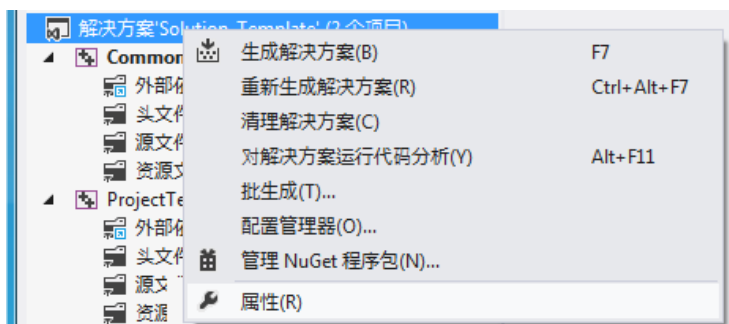 解决方案'Solution_Template' (2 个项目)
生成解决方案(B) F7
Common
外部
重新生成解决方案(R) Ctrl+Alt+F7
头文件
清理解决方案(C)
源文件
对解决方案运行代码分析(Y) Alt+F11
资源文
批生成(T)...
ProjectTe
配置管理器(O)...
外部
头文件
管理 NuGet 程序包(N)...
源文
属性(R)
资源